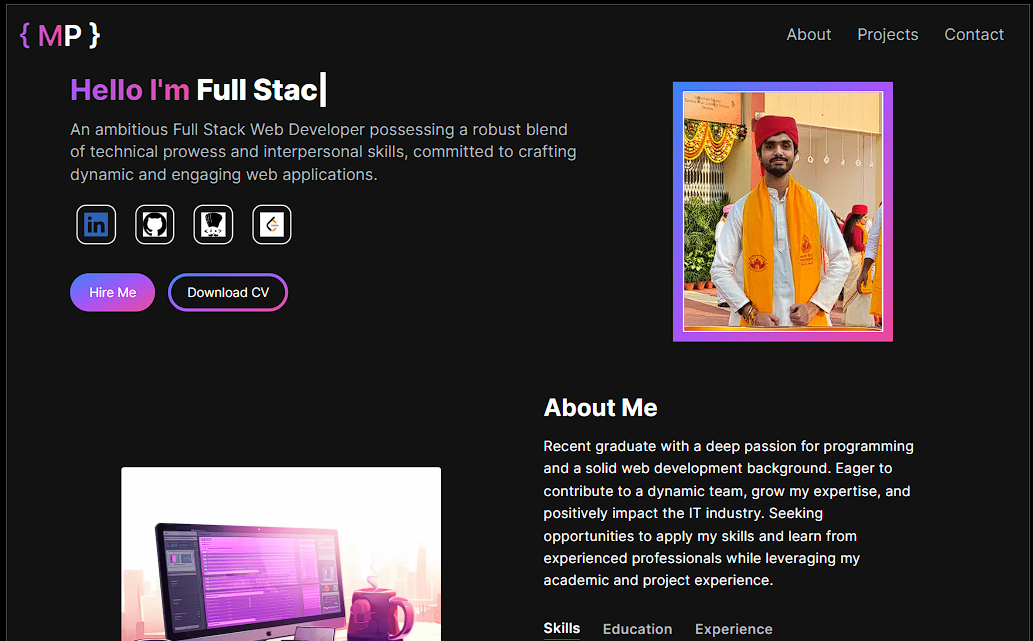 { MP }
About Projects Contact
Hello I'm Full Stac
An ambitious Full Stack Web Developer possessing a robust blend
of technical prowess and interpersonal skills, committed to crafting
dynamic and engaging web applications.
in
Hire Me Download CV
About Me
Recent graduate with a deep passion for programming
and a solid web development background. Eager to
contribute to a dynamic team, grow my expertise, and
positively impact the IT industry. Seeking
opportunities to apply my skills and learn from
experienced professionals while leveraging my
academic and project experience.
Skills Education Experience